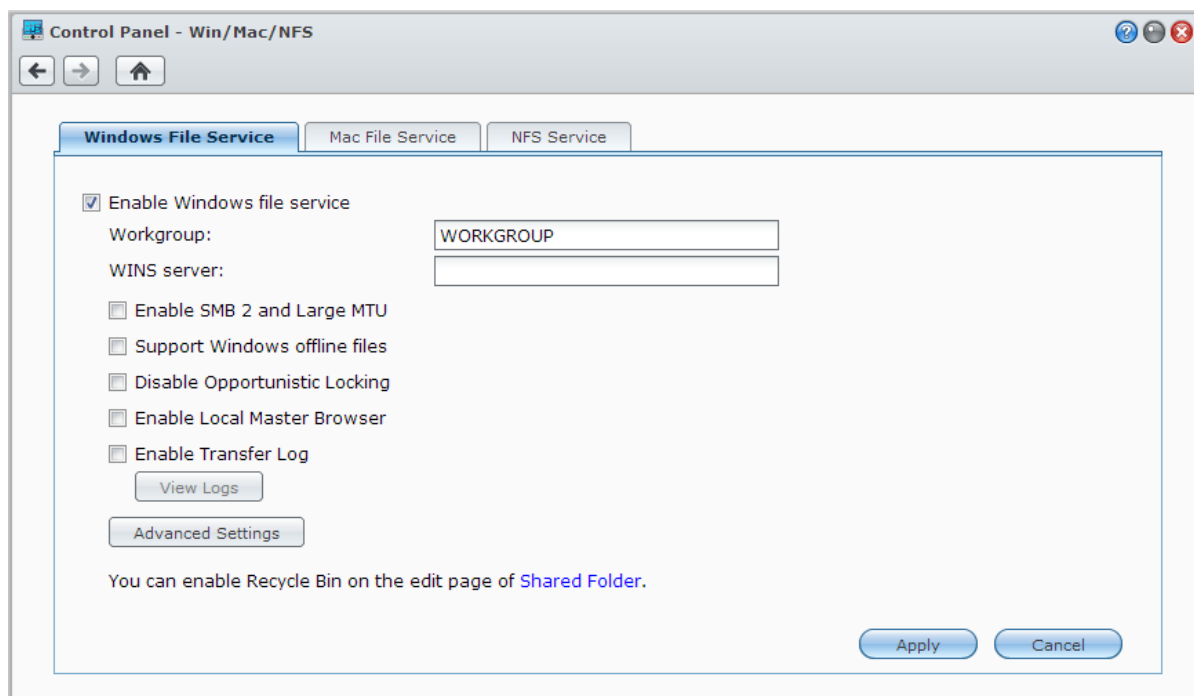 Control Panel - Win/Mac/NFS
Windows File Service Mac File Service NFS Service
Enable Windows file service
Workgroup: WORKGROUP
WINS server:
Enable SMB 2 and Large MTU
Support Windows offline files
Disable Opportunistic Locking
Enable Local Master Browser
Enable Transfer Log
View Logs
Advanced Settings
You can enable Recycle Bin on the edit page of Shared Folder.
Apply Cancel